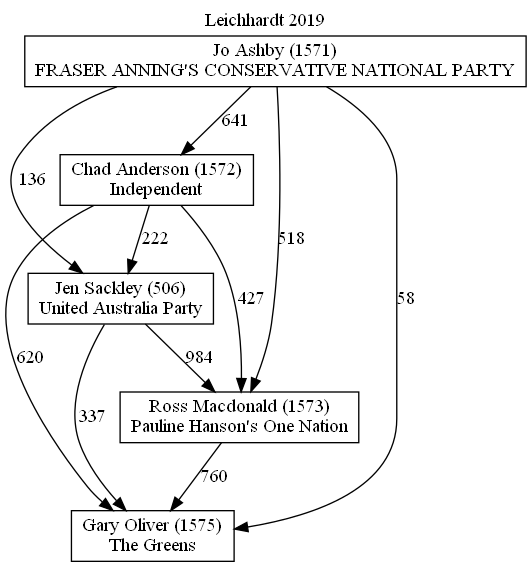 Leichhardt 2019
Jo Ashby (1571)
FRASER ANNING'S CONSERVATIVE NATIONAL PARTY
641
Chad Anderson (1572)
Independent
136
222
518
Jen Sackley (506)
United Australia Party
427
58
620
984
337
Ross Macdonald (1573)
Pauline Hanson's One Nation
760
Gary Oliver (1575)
The Greens